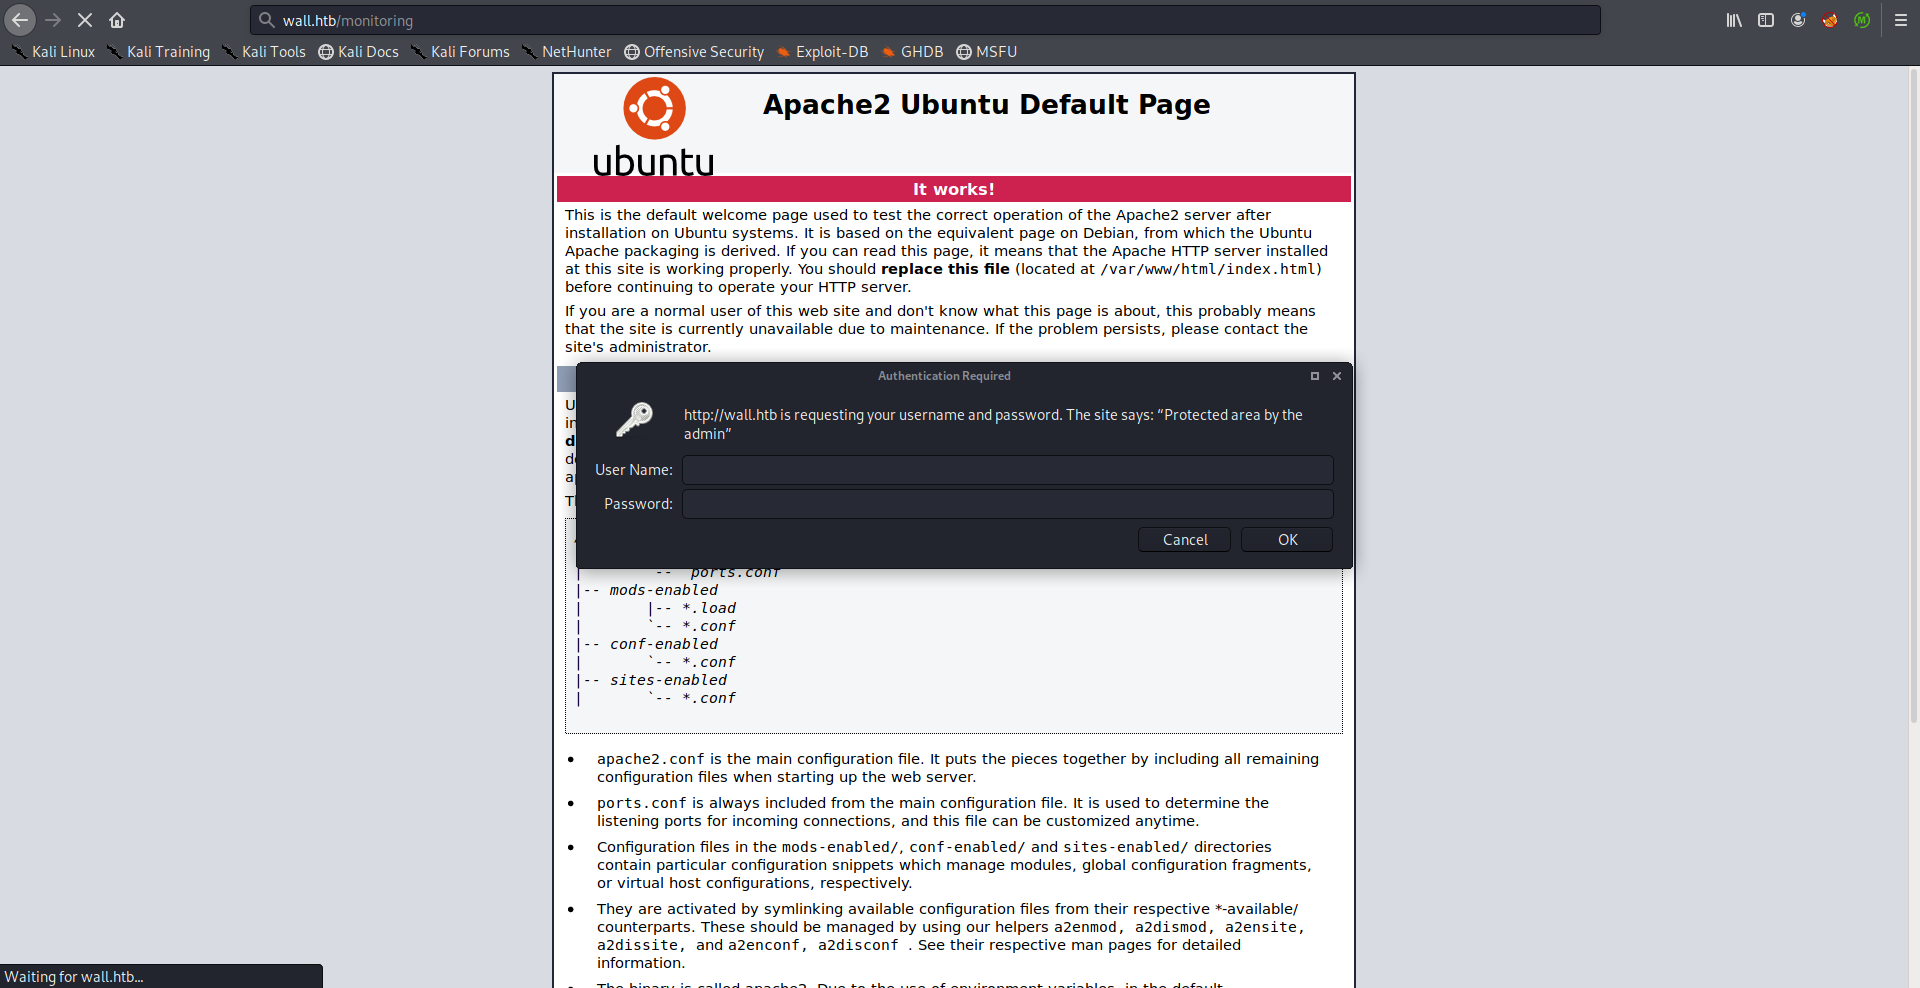 wall.htb/monitoring
Kali Linux Kali Training Kali Tools Kali Docs Kali Forums NetHunter Offensive Security Exploit-DB GHDB MSFU
ubuntu
Apache2 Ubuntu Default Page
It works!
This is the default welcome page used to test the correct operation of the Apache2 server after
installation on Ubuntu systems. It is based on the equivalent page on Debian, from which the Ubuntu
Apache packaging is derived. If you can read this page, it means that the Apache HTTP server installed
at this site is working properly. You should replace this file (located at /var/www/html/index.html)
before continuing to operate your HTTP server.
If you are a normal user of this web site and don't know what this page is about, this probably means
that the site is currently unavailable due to maintenance. If the problem persists, please contact the
site's administrator.
Authentication Required
http://wall.htb is requesting your username and password. The site says: “Protected area by the
admin”
User Name:
Password:
Cancel OK
| `-- ports.conf
|-- mods-enabled
| |-- *.load
| `-- *.conf
|-- conf-enabled
| `-- *.conf
|-- sites-enabled
| `-- *.conf
• apache2.conf is the main configuration file. It puts the pieces together by including all remaining
configuration files when starting up the web server.
• ports.conf is always included from the main configuration file. It is used to determine the
listening ports for incoming connections, and this file can be customized anytime.
• Configuration files in the mods-enabled/, conf-enabled/ and sites-enabled/ directories
contain particular configuration snippets which manage modules, global configuration fragments,
or virtual host configurations, respectively.
• They are activated by symlinking available configuration files from their respective *-available/
counterparts. These should be managed by using our helpers a2enmod, a2dismod, a2ensite,
a2dissite, and a2enconf, a2disconf . See their respective man pages for detailed
information.
• The binary is called apache2. Due to the use of environment variables, in the default
Waiting for wall.htb...